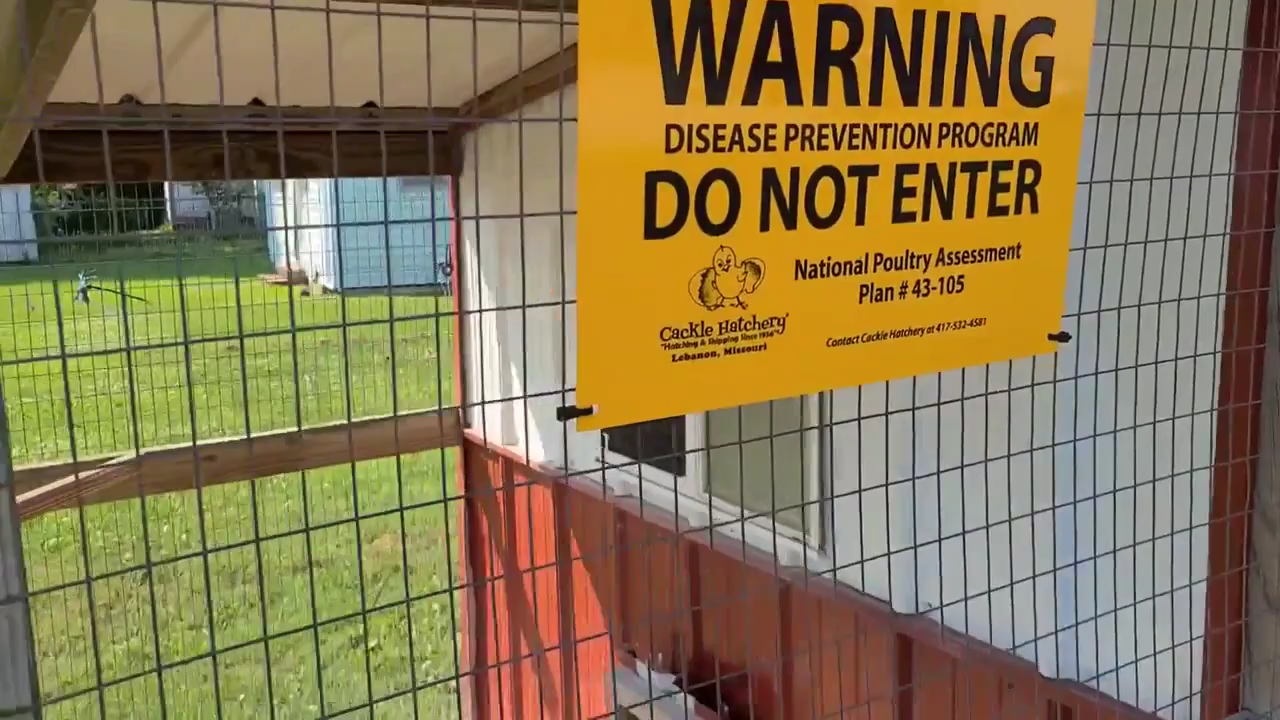 WARNING
DISEASE PREVENTION PROGRAM
DO NOT ENTER
National Poultry Assessment
Plan # 43-105
Cackle Hatchery®
"Hatching & Shipping Since 1936"™
Lebanon, Missouri
Contact Cackle Hatchery at 417-532-4581